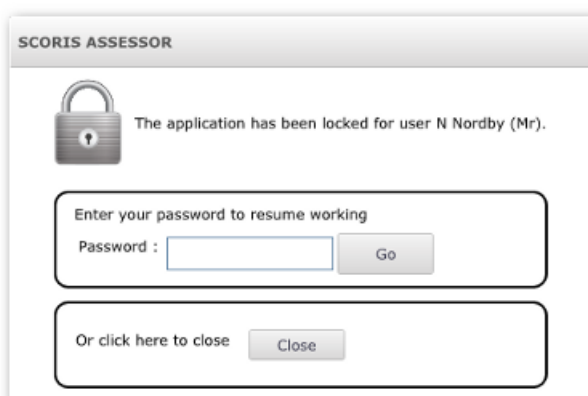 SCORIS ASSESSOR
The application has been locked for user N Nordby (Mr).
Enter your password to resume working
Password :
Go
Or click here to close
Close